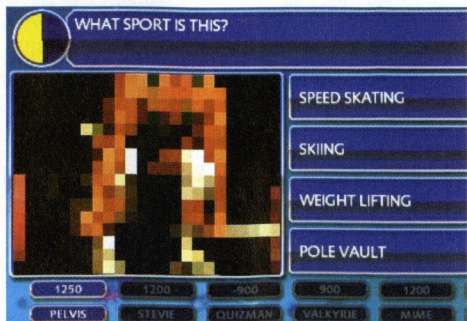 WHAT SPORT IS THIS?
SPEED SKATING
SKIING
WEIGHT LIFTING
POLE VAULT
1250 1200 -900 900 1200
PELVIS STEVIE QUIZMAN VALKYRIE MIME